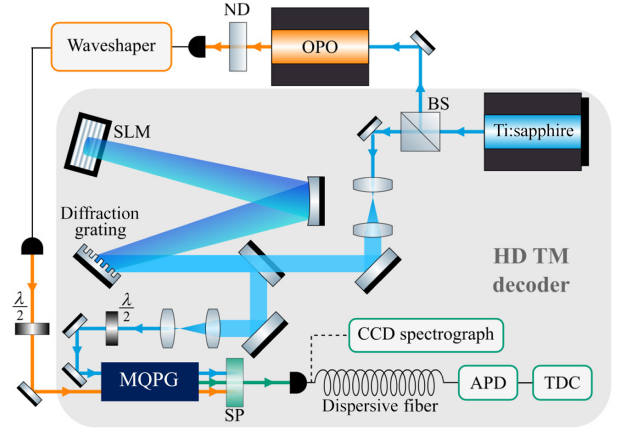 ND
Waveshaper
OPO
BS
SLM
Ti:sapphire
Diffraction
grating
HD TM
decoder
λ/2
λ/2
CCD spectrograph
MQPG
SP
Dispersive fiber
APD
TDC